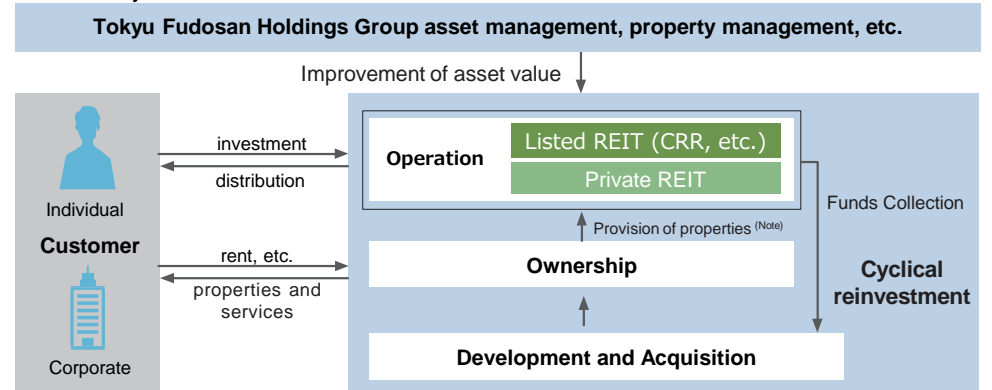 Tokyu Fudosan Holdings Group asset management, property management, etc.
Improvement of asset value
investment
distribution
Individual
Customer
rent, etc.
properties and
services
Corporate
Operation
Listed REIT (CRR, etc.)
Private REIT
Provision of properties (Note)
Ownership
Development and Acquisition
Funds Collection
Cyclical
reinvestment